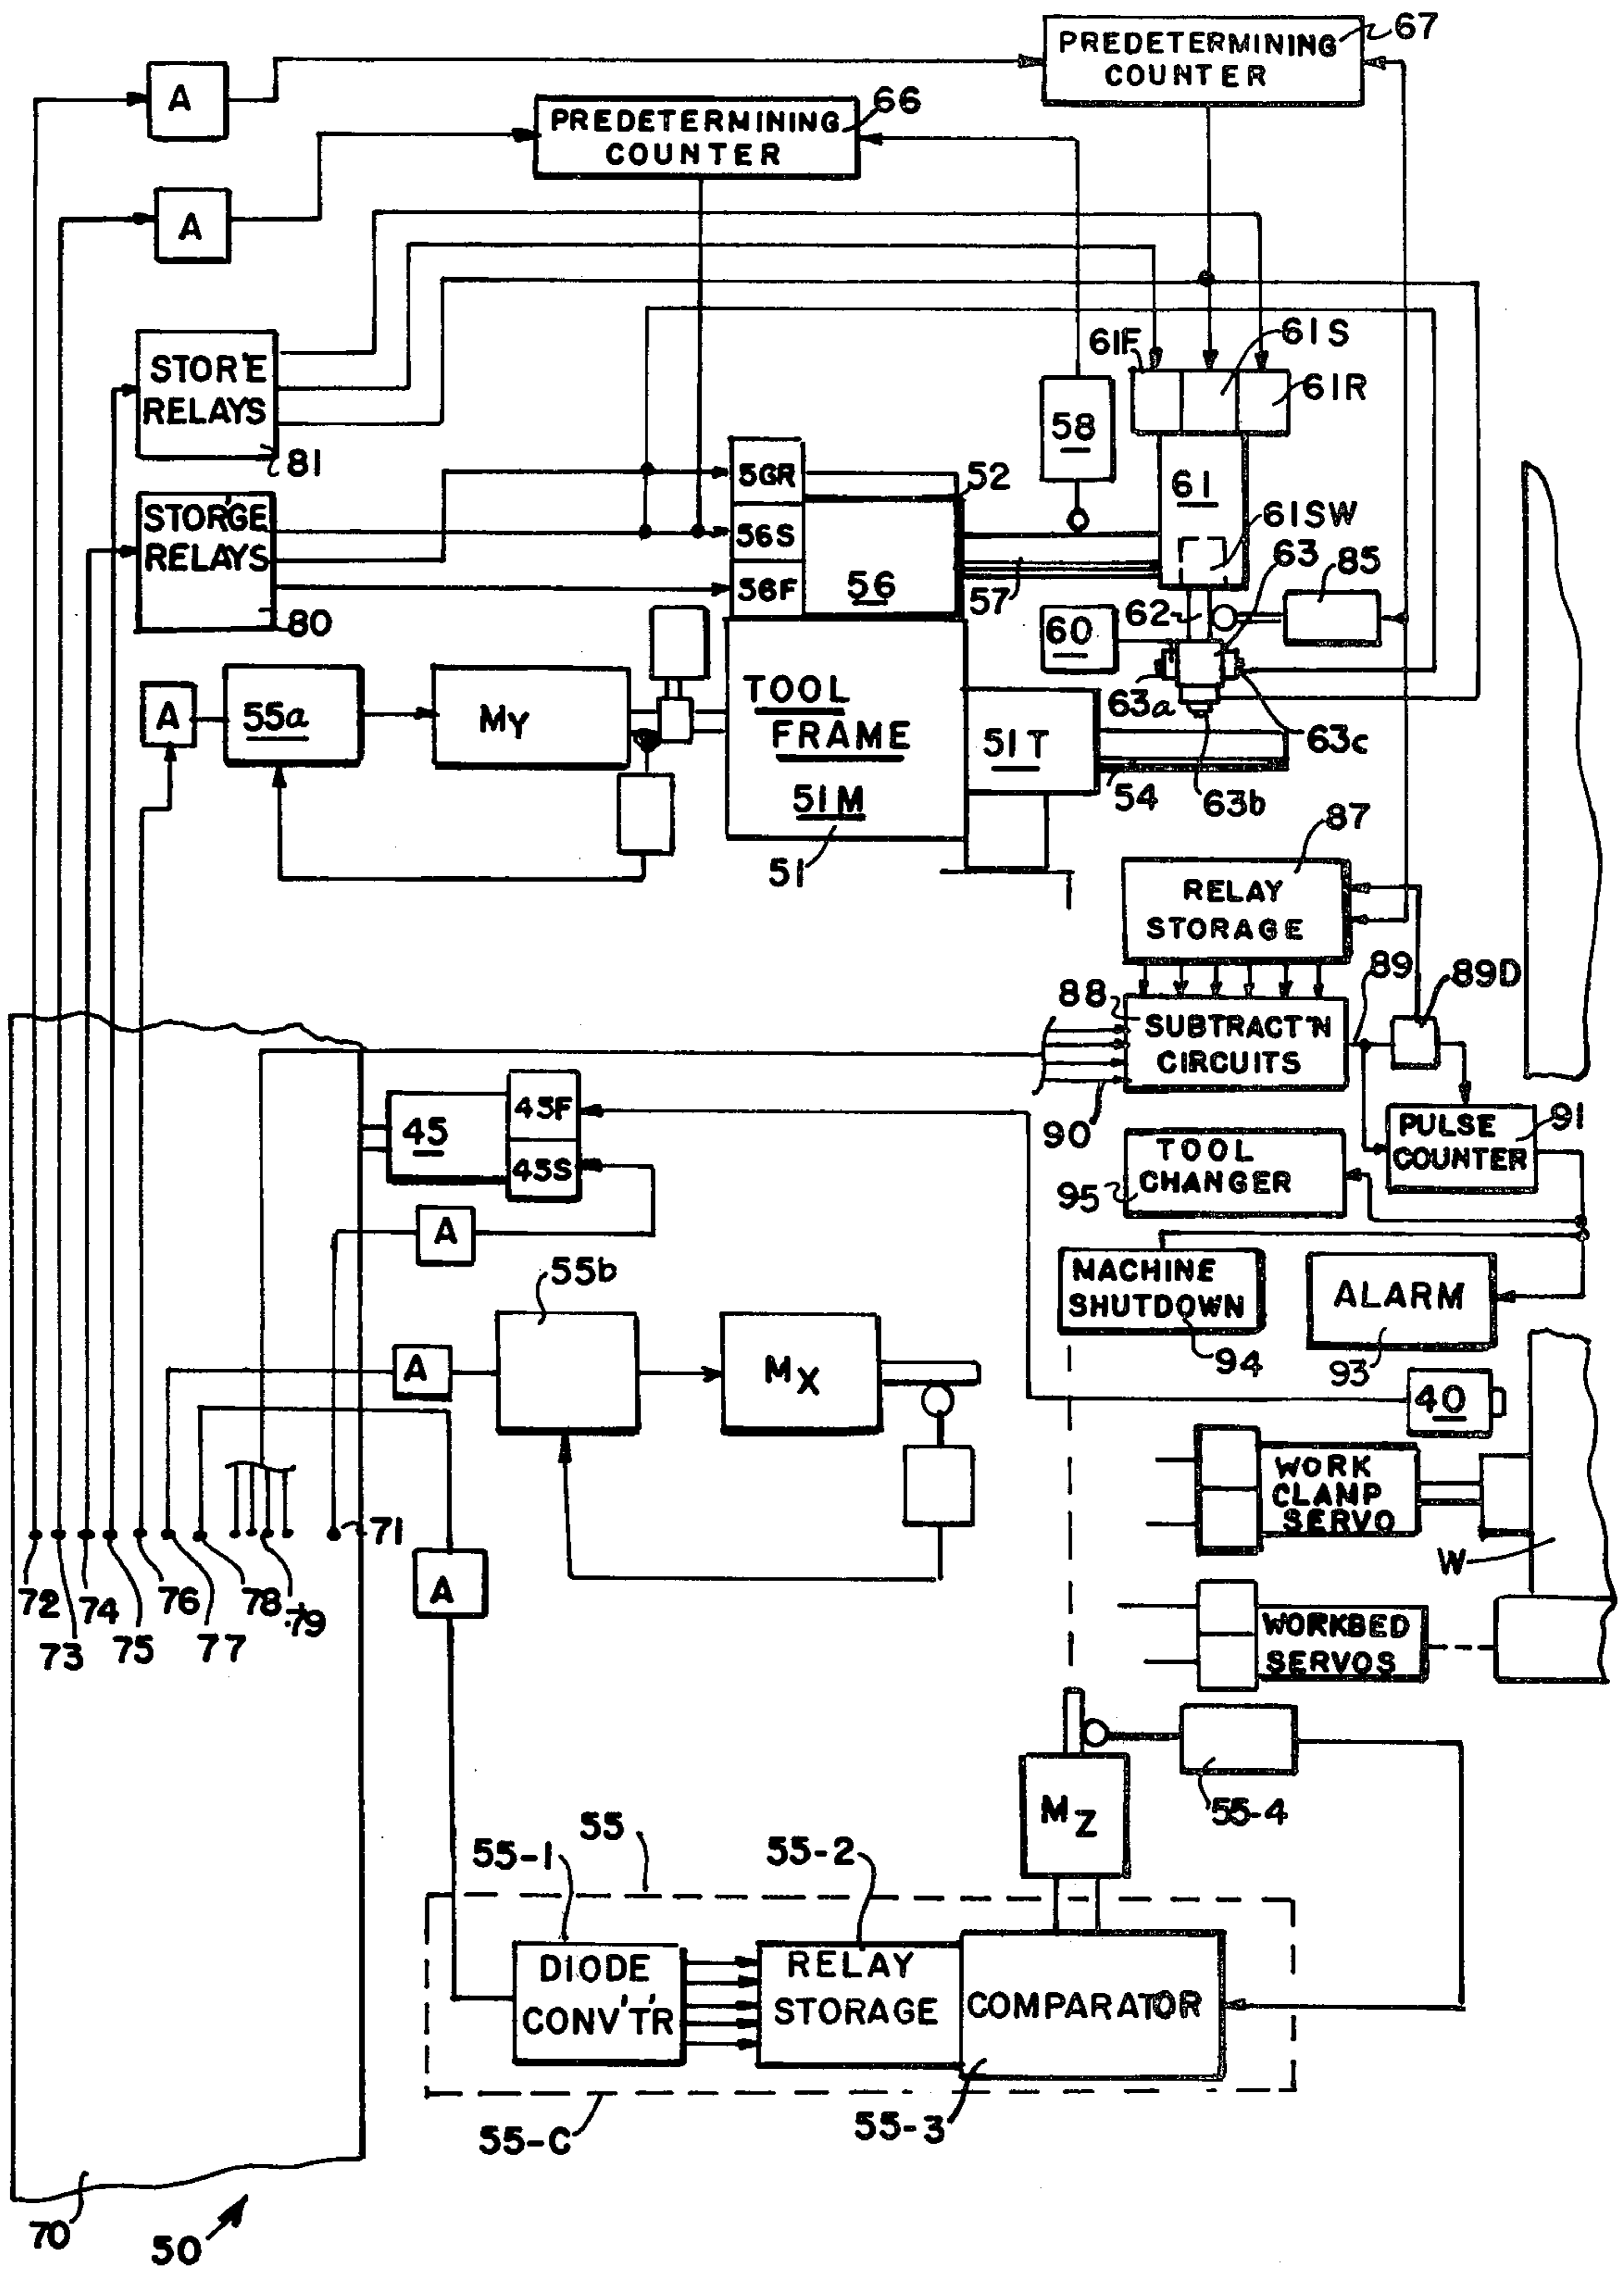 67
PREDETERMINING
COUNTER
A
66
PREDETERMINING
COUNTER
A
61F
61S
61R
STOR'E
RELAYS
81
58
61
56R
52
61SW
STOR'GE
RELAYS
80
56S
56F
56
57
62
63
85
60
63a
63c
63b
A
55a
MY
TOOL
FRAME
51M
51
51T
54
87
RELAY
STORAGE
88
89
89D
SUBTRACT'N
CIRCUITS
90
45
45F
45S
TOOL
CHANGER
95
PULSE
COUNTER
91
A
55b
MACHINE
SHUTDOWN
94
ALARM
93
A
MX
40
WORK
CLAMP
SERVO
W
71
72
73
74
75
76
77
78
79
A
WORKBED
SERVOS
MZ
55-4
55
55-1
55-2
DIODE
CONV'T'R
RELAY
STORAGE
COMPARATOR
55-3
55-C
70
50